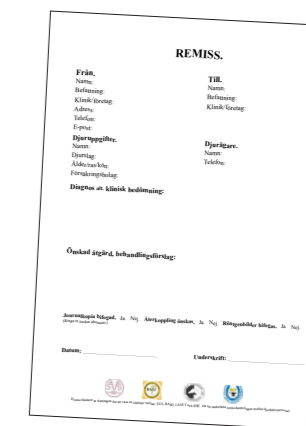 REMISS.
Från.
Namn:
Befattning:
Klinik/företag:
Adress:
Telefon:
E-post:
Till.
Namn:
Befattning:
Klinik/företag:
Djuruppgifter.
Namn:
Djurslag:
Ålder/ras/kön:
Försäkringsbolag:
Djurägare.
Namn:
Telefon:
Diagnos alt. klinisk bedömning:
Önskad åtgärd, behandlingsförslag:
Journalkopia bifogad, Ja Nej Återkoppling önskas, Ja Nej Röntgenbilder bifogas, Ja Nej
Datum:
Underskrift: